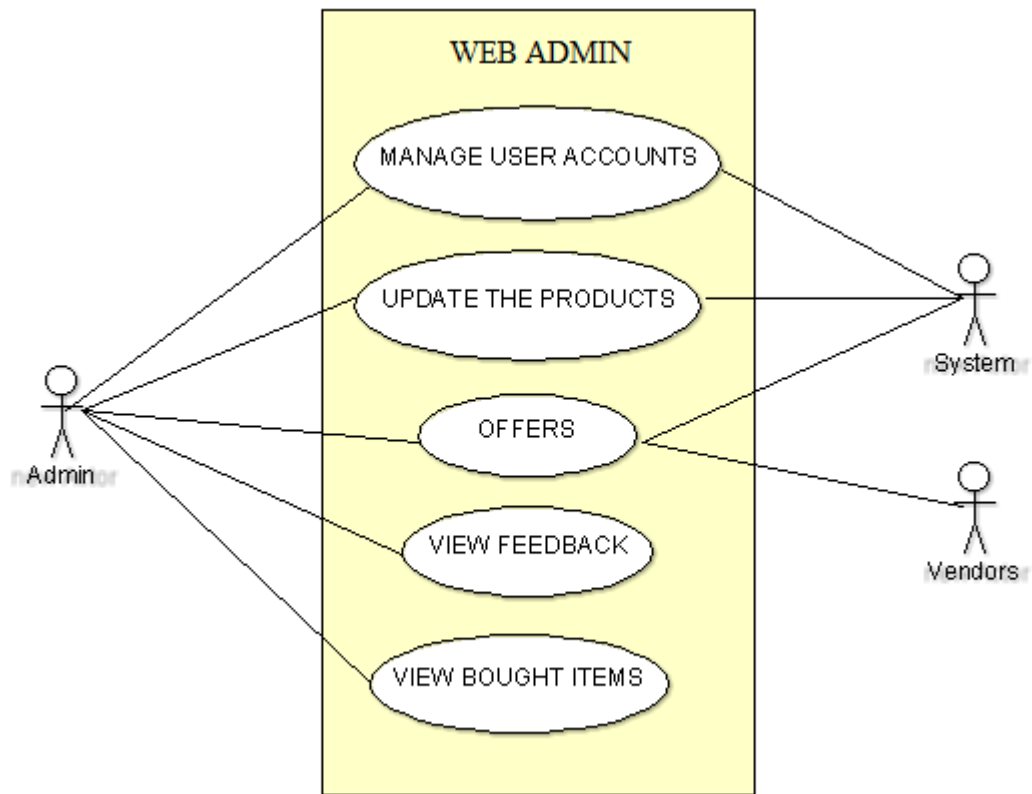 WEB ADMIN
MANAGE USER ACCOUNTS
UPDATE THE PRODUCTS
System
OFFERS
Admin
VIEW FEEDBACK
Vendors
VIEW BOUGHT ITEMS